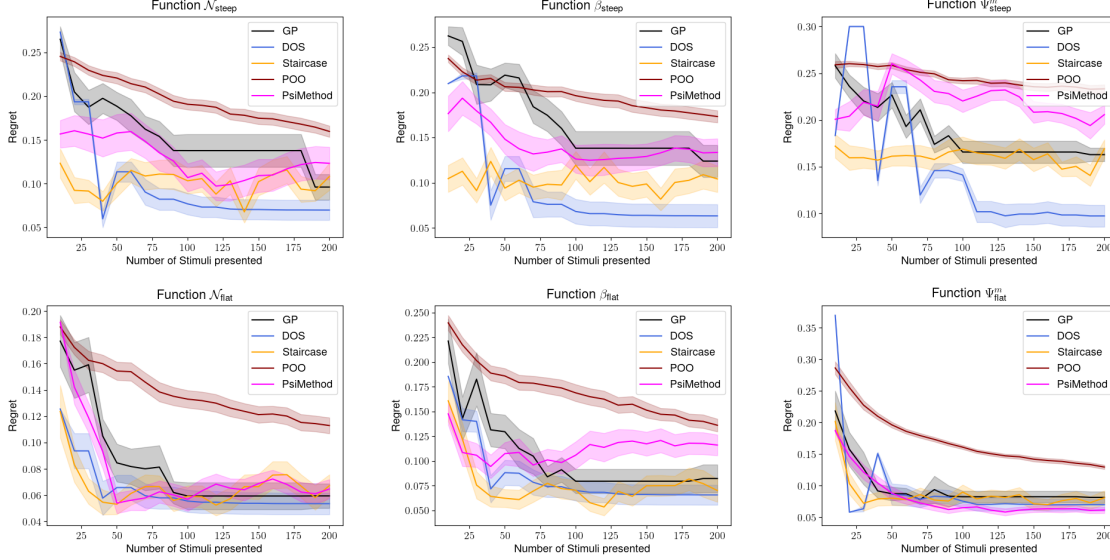 Function 𝒩steep
Regret
0.25
0.20
0.15
0.10
0.05
GP
DOS
Staircase
POO
PsiMethod
25 50 75 100 125 150 175 200
Number of Stimuli presented
Function βsteep
Regret
0.25
0.20
0.15
0.10
0.05
GP
DOS
Staircase
POO
PsiMethod
25 50 75 100 125 150 175 200
Number of Stimuli presented
Function Ψᵐsteep
Regret
0.30
0.25
0.20
0.15
0.10
GP
DOS
Staircase
POO
PsiMethod
25 50 75 100 125 150 175 200
Number of Stimuli presented
Function 𝒩flat
Regret
0.20
0.18
0.16
0.14
0.12
0.10
0.08
0.06
0.04
GP
DOS
Staircase
POO
PsiMethod
25 50 75 100 125 150 175 200
Number of Stimuli presented
Function βflat
Regret
0.250
0.225
0.200
0.175
0.150
0.125
0.100
0.075
0.050
GP
DOS
Staircase
POO
PsiMethod
25 50 75 100 125 150 175 200
Number of Stimuli presented
Function Ψᵐflat
Regret
0.35
0.30
0.25
0.20
0.15
0.10
0.05
GP
DOS
Staircase
POO
PsiMethod
25 50 75 100 125 150 175 200
Number of Stimuli presented